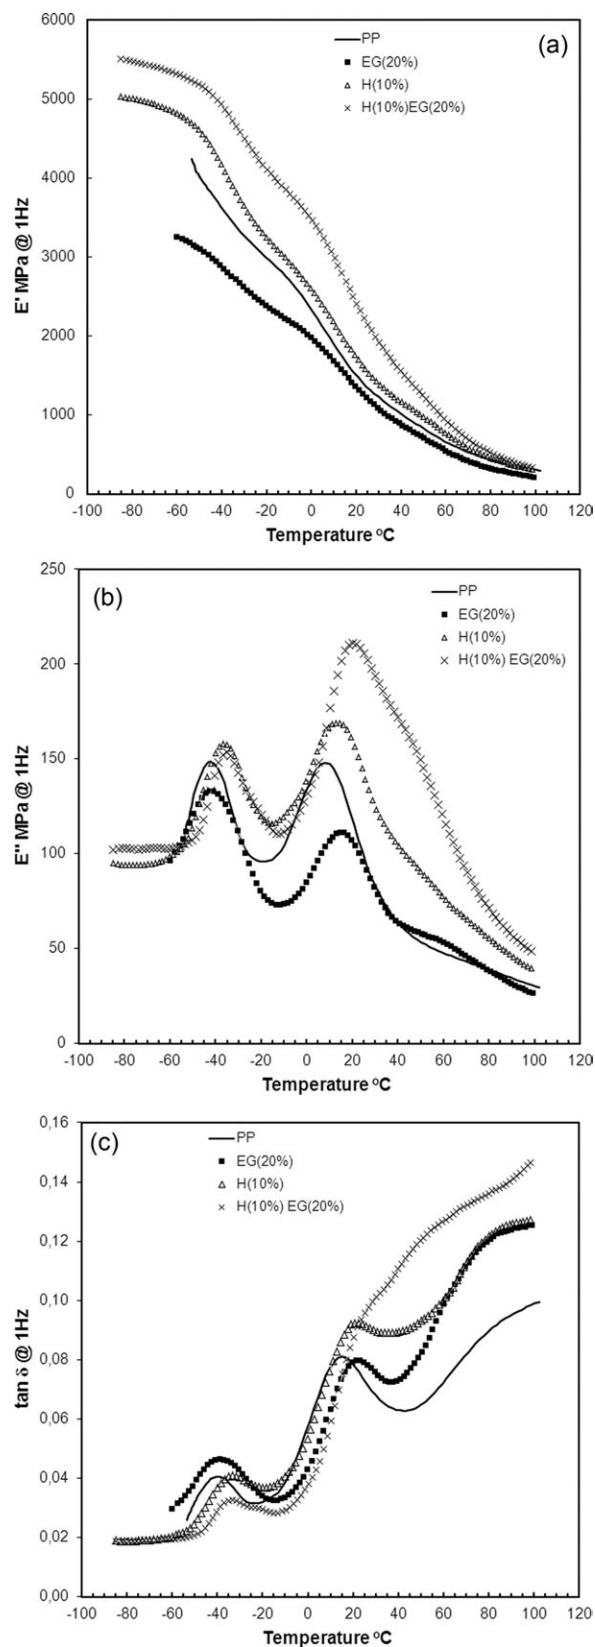 6000
5000
4000
3000
2000
1000
0
E' MPa @ 1Hz
PP
EG(20%)
H(10%)
H(10%)EG(20%)
(a)
-100 -80 -60 -40 -20 0 20 40 60 80 100 120
Temperature ºC
250
200
150
100
50
0
E" MPa @ 1Hz
(b)
PP
EG(20%)
H(10%)
H(10%) EG(20%)
-100 -80 -60 -40 -20 0 20 40 60 80 100 120
Temperature ºC
0,16
0,14
0,12
0,10
0,08
0,06
0,04
0,02
0,00
tan δ @ 1Hz
(c)
PP
EG(20%)
H(10%)
H(10%) EG(20%)
-100 -80 -60 -40 -20 0 20 40 60 80 100 120
Temperature ºC